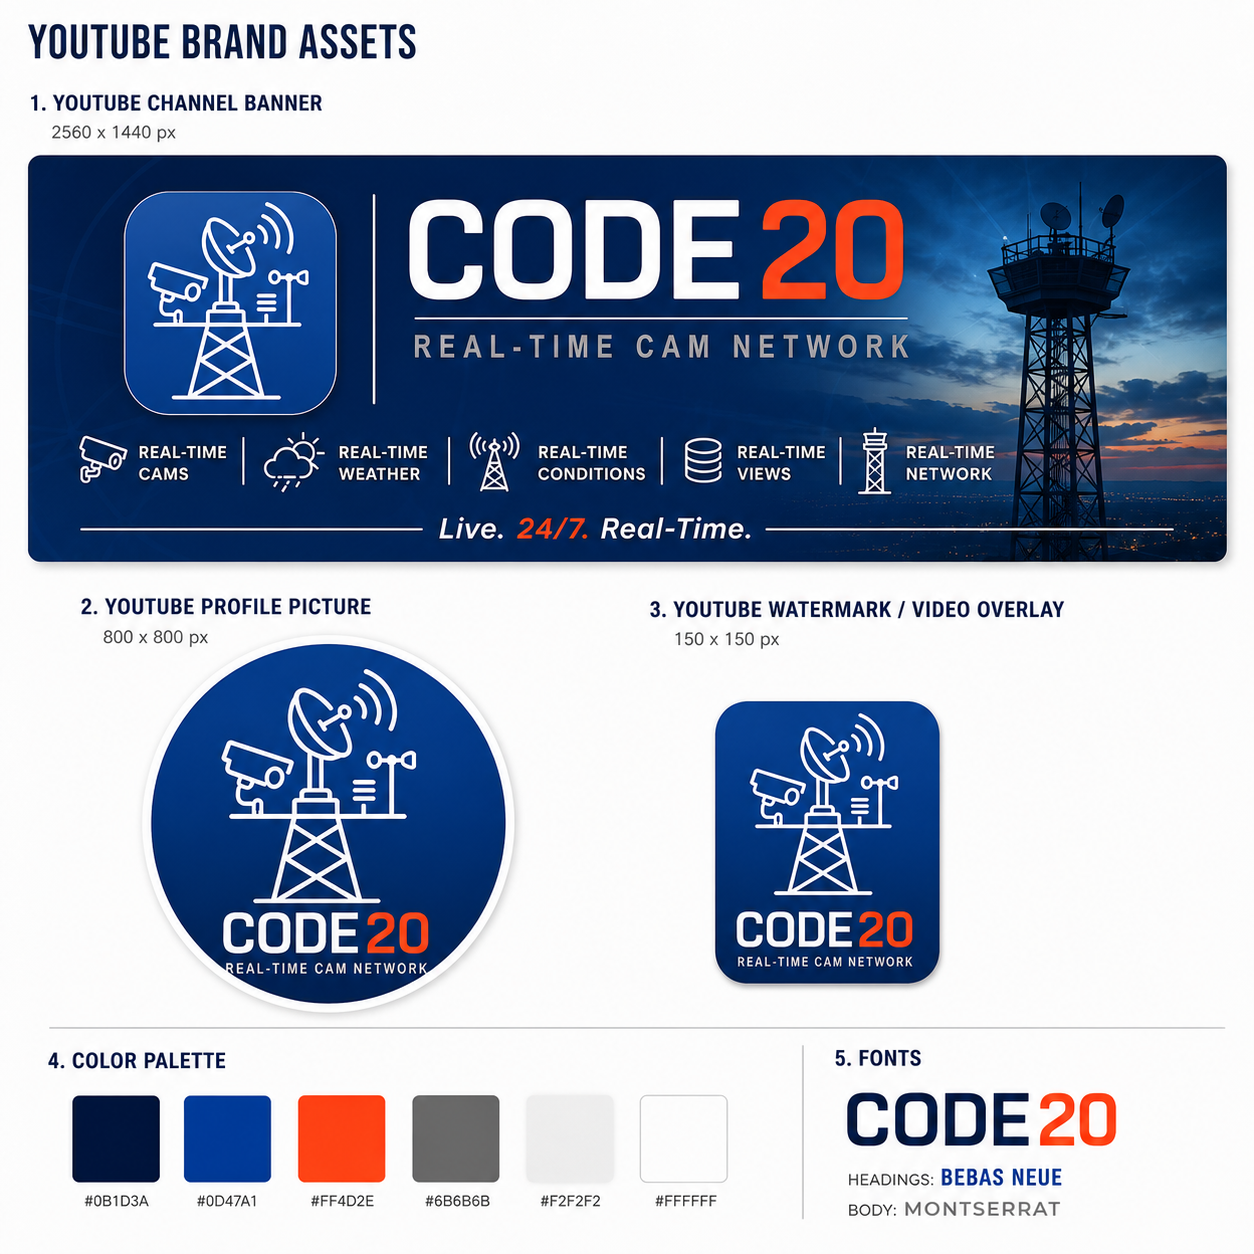 YOUTUBE BRAND ASSETS
1. YOUTUBE CHANNEL BANNER
2560 x 1440 px
CODE 20
REAL-TIME CAM NETWORK
REAL-TIME
CAMS
REAL-TIME
WEATHER
REAL-TIME
CONDITIONS
REAL-TIME
VIEWS
REAL-TIME
NETWORK
Live. 24/7. Real-Time.
2. YOUTUBE PROFILE PICTURE
800 x 800 px
CODE 20
REAL-TIME CAM NETWORK
3. YOUTUBE WATERMARK / VIDEO OVERLAY
150 x 150 px
CODE 20
REAL-TIME CAM NETWORK
4. COLOR PALETTE
#0B1D3A
#0D47A1
#FF4D2E
#6B6B6B
#F2F2F2
#FFFFFF
5. FONTS
CODE 20
HEADINGS: BEBAS NEUE
BODY: MONTSERRAT